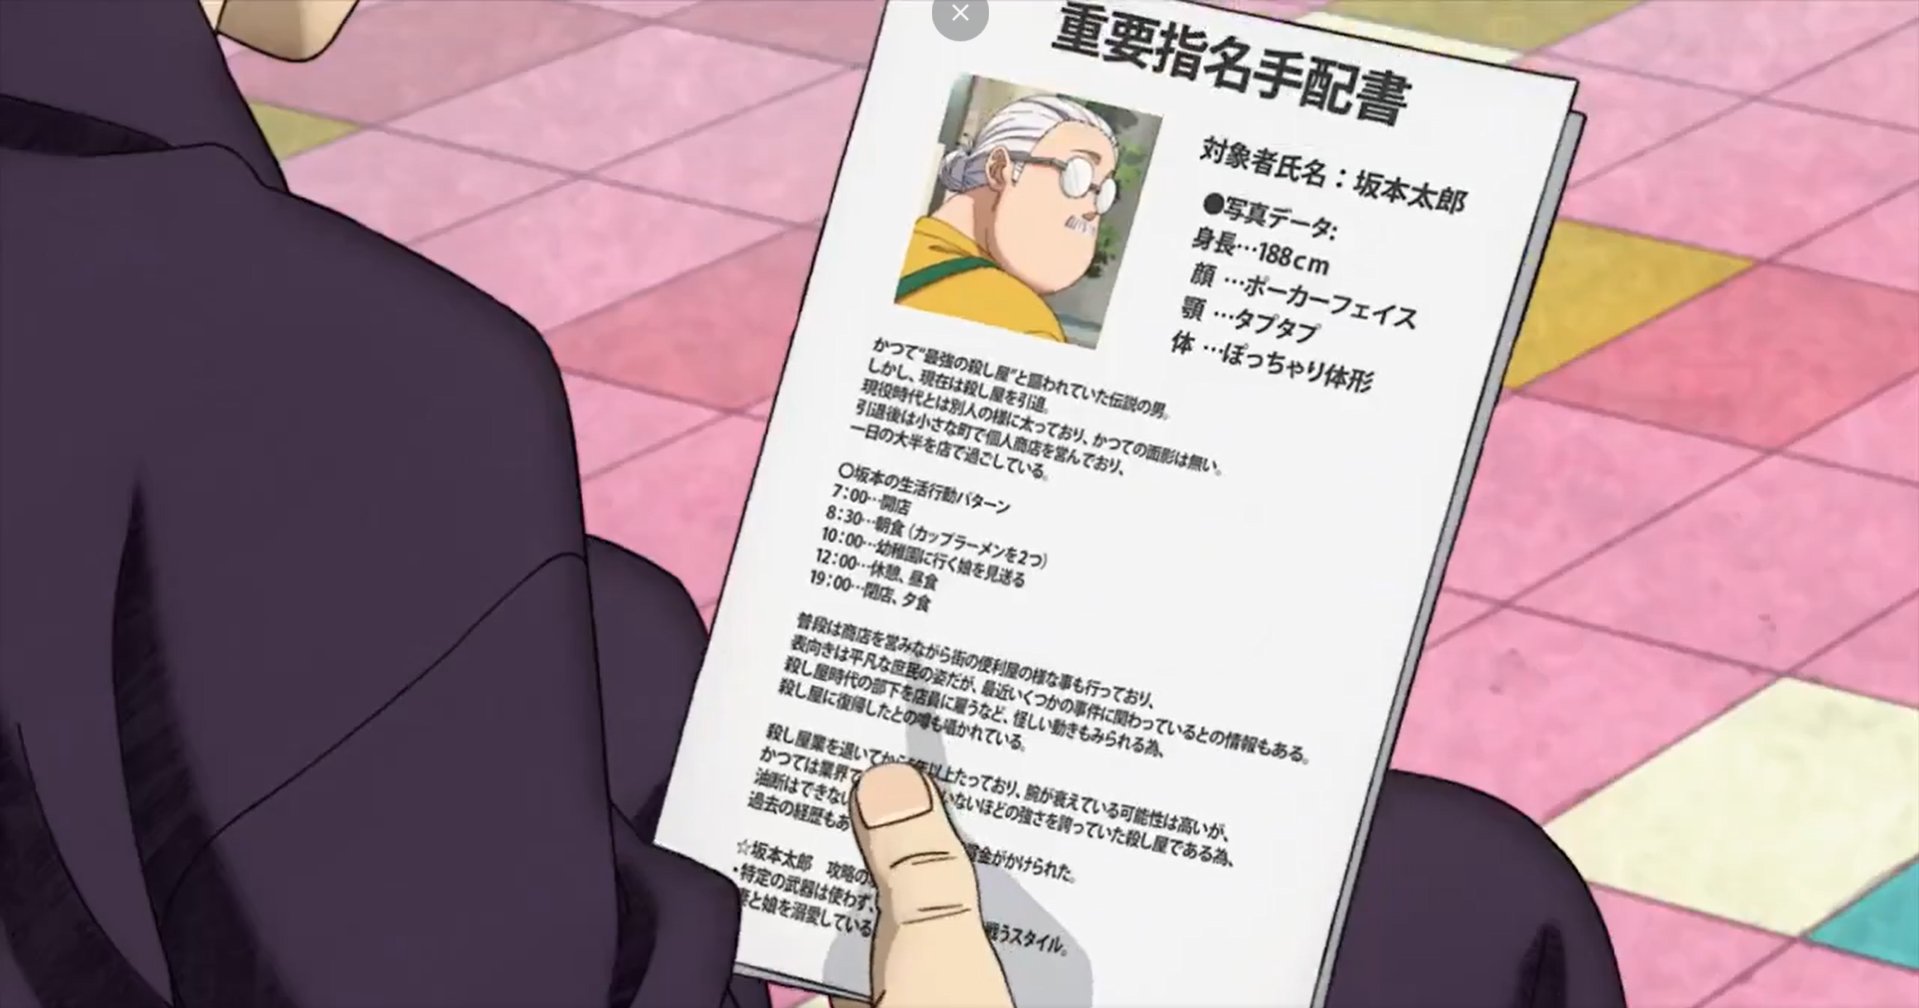 重要指名手配書
対象者氏名：坂本太郎
●写真データ:
身長…188cm
顔 …ポーカーフェイス
顎 …タプタプ
体 …ぽっちゃり体形
かつて“最強の殺し屋”と謳われていた伝説の男。
しかし、現在は殺し屋を引退。
現役時代とは別人の様に太っており、かつての面影は無い。
引退後は小さな町で個人商店を営んでおり、
一日の大半を店で過ごしている。
〇坂本の生活行動パターン
7:00…開店
8:30…朝食（カップラーメンを2つ）
10:00…幼稚園に行く娘を見送る
12:00…休憩、昼食
19:00…閉店、夕食
普段は商店を営みながら街の便利屋の様な事も行っており、
表向きは平凡な庶民の姿だが、最近いくつかの事件に関わっているとの情報もある。
殺し屋時代の部下を店員に雇うなど、怪しい動きもみられる為、
殺し屋に復帰したとの噂も囁かれている。
殺し屋業を退いてから 年以上たっており、腕が衰えている可能性は高いが、
かつては業界で いないほどの強さを誇っていた殺し屋である為、
油断はできない
過去の経歴もあ 賞金がかけられた。
☆坂本太郎 攻略の
・特定の武器は使わず、 戦うスタイル。
妻と娘を溺愛している